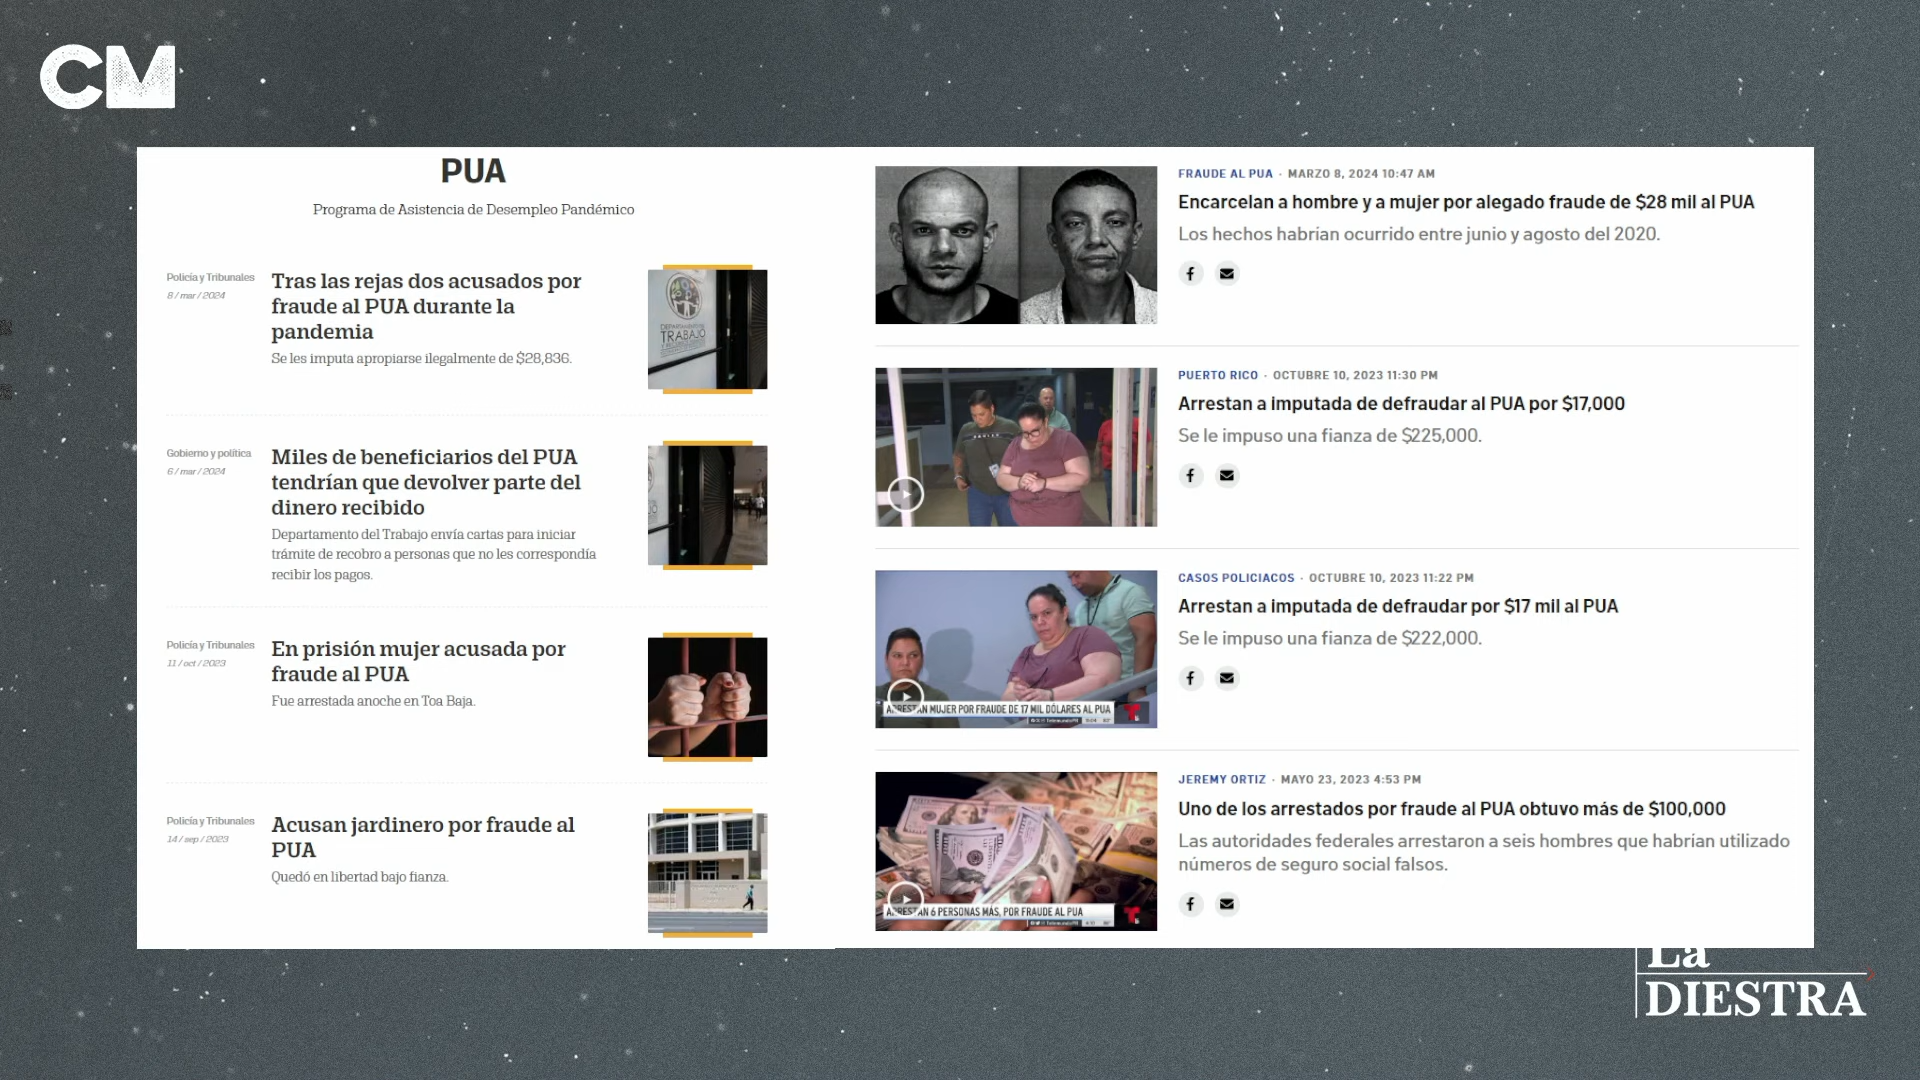 CM
PUA
Programa de Asistencia de Desempleo Pandémico
Policía y Tribunales
8 / mar / 2024
Tras las rejas dos acusados por
fraude al PUA durante la
pandemia
Se les imputa apropiarse ilegalmente de $28,836.
DEPARTAMENTO DEL
TRABAJO
Gobierno y política
6 / mar / 2024
Miles de beneficiarios del PUA
tendrían que devolver parte del
dinero recibido
Departamento del Trabajo envía cartas para iniciar
trámite de recobro a personas que no les correspondía
recibir los pagos.
Policía y Tribunales
11 / oct / 2023
En prisión mujer acusada por
fraude al PUA
Fue arrestada anoche en Toa Baja.
Policía y Tribunales
14 / sep / 2023
Acusan jardinero por fraude al
PUA
Quedó en libertad bajo fianza.
FRAUDE AL PUA · MARZO 8, 2024 10:47 AM
Encarcelan a hombre y a mujer por alegado fraude de $28 mil al PUA
Los hechos habrían ocurrido entre junio y agosto del 2020.
PUERTO RICO · OCTUBRE 10, 2023 11:30 PM
Arrestan a imputada de defraudar al PUA por $17,000
Se le impuso una fianza de $225,000.
CASOS POLICIACOS · OCTUBRE 10, 2023 11:22 PM
Arrestan a imputada de defraudar por $17 mil al PUA
Se le impuso una fianza de $222,000.
ARRESTAN MUJER POR FRAUDE DE 17 MIL DÓLARES AL PUA
JEREMY ORTIZ · MAYO 23, 2023 4:53 PM
Uno de los arrestados por fraude al PUA obtuvo más de $100,000
Las autoridades federales arrestaron a seis hombres que habrían utilizado
números de seguro social falsos.
ARRESTAN 6 PERSONAS MÁS, POR FRAUDE AL PUA
La
DIESTRA